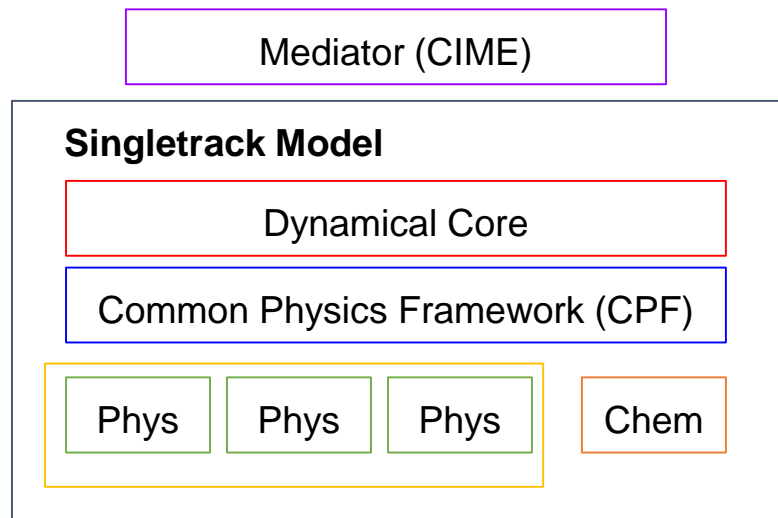 Mediator (CIME)
Singletrack Model
Dynamical Core
Common Physics Framework (CPF)
Phys Phys Phys Chem